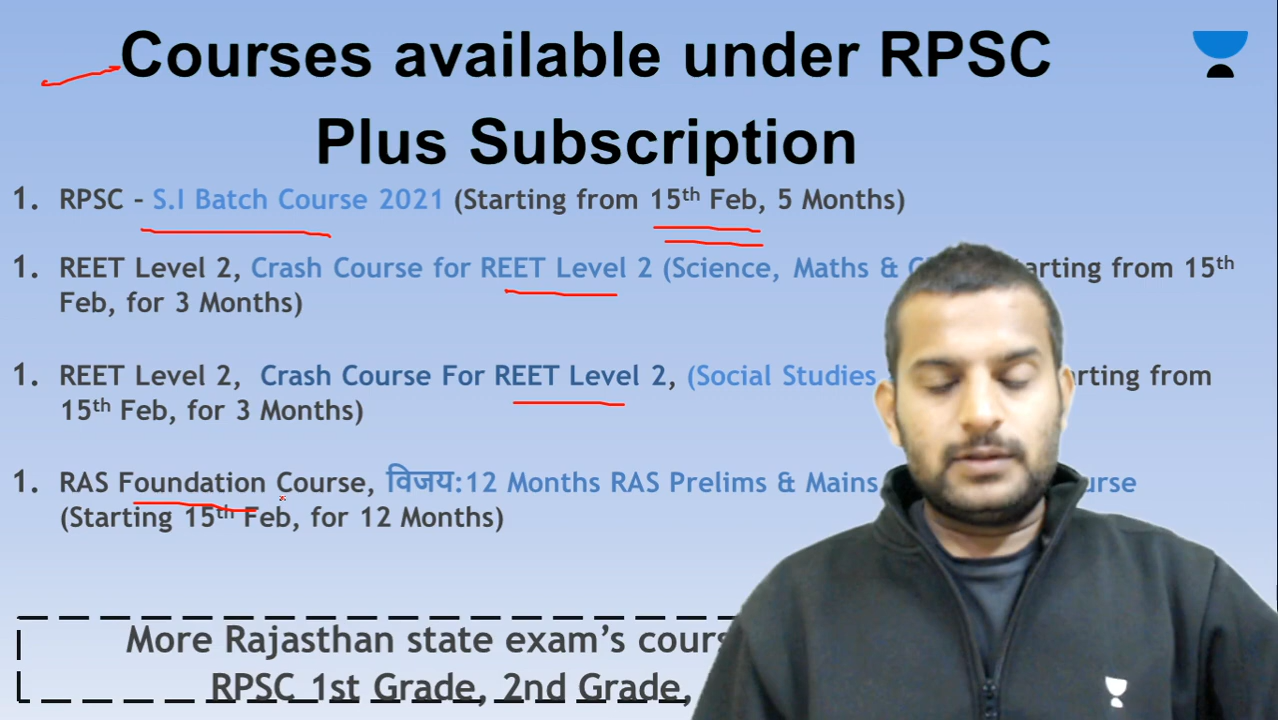 Courses available under RPSC
Plus Subscription
1. RPSC – S.I Batch Course 2021 (Starting from 15th Feb, 5 Months)
1. REET Level 2, Crash Course for REET Level 2 (Science, Maths & from 15th
Feb, for 3 Months)
1. REET Level 2, Crash Course For REET Level 2, (Social Studies from
15th Feb, for 3 Months)
1. RAS Foundation Course, विजय:12 Months RAS Prelims & Mains
(Starting 15th Feb, for 12 Months)
More Rajasthan state exam’s
RPSC 1st Grade, 2nd Grade,